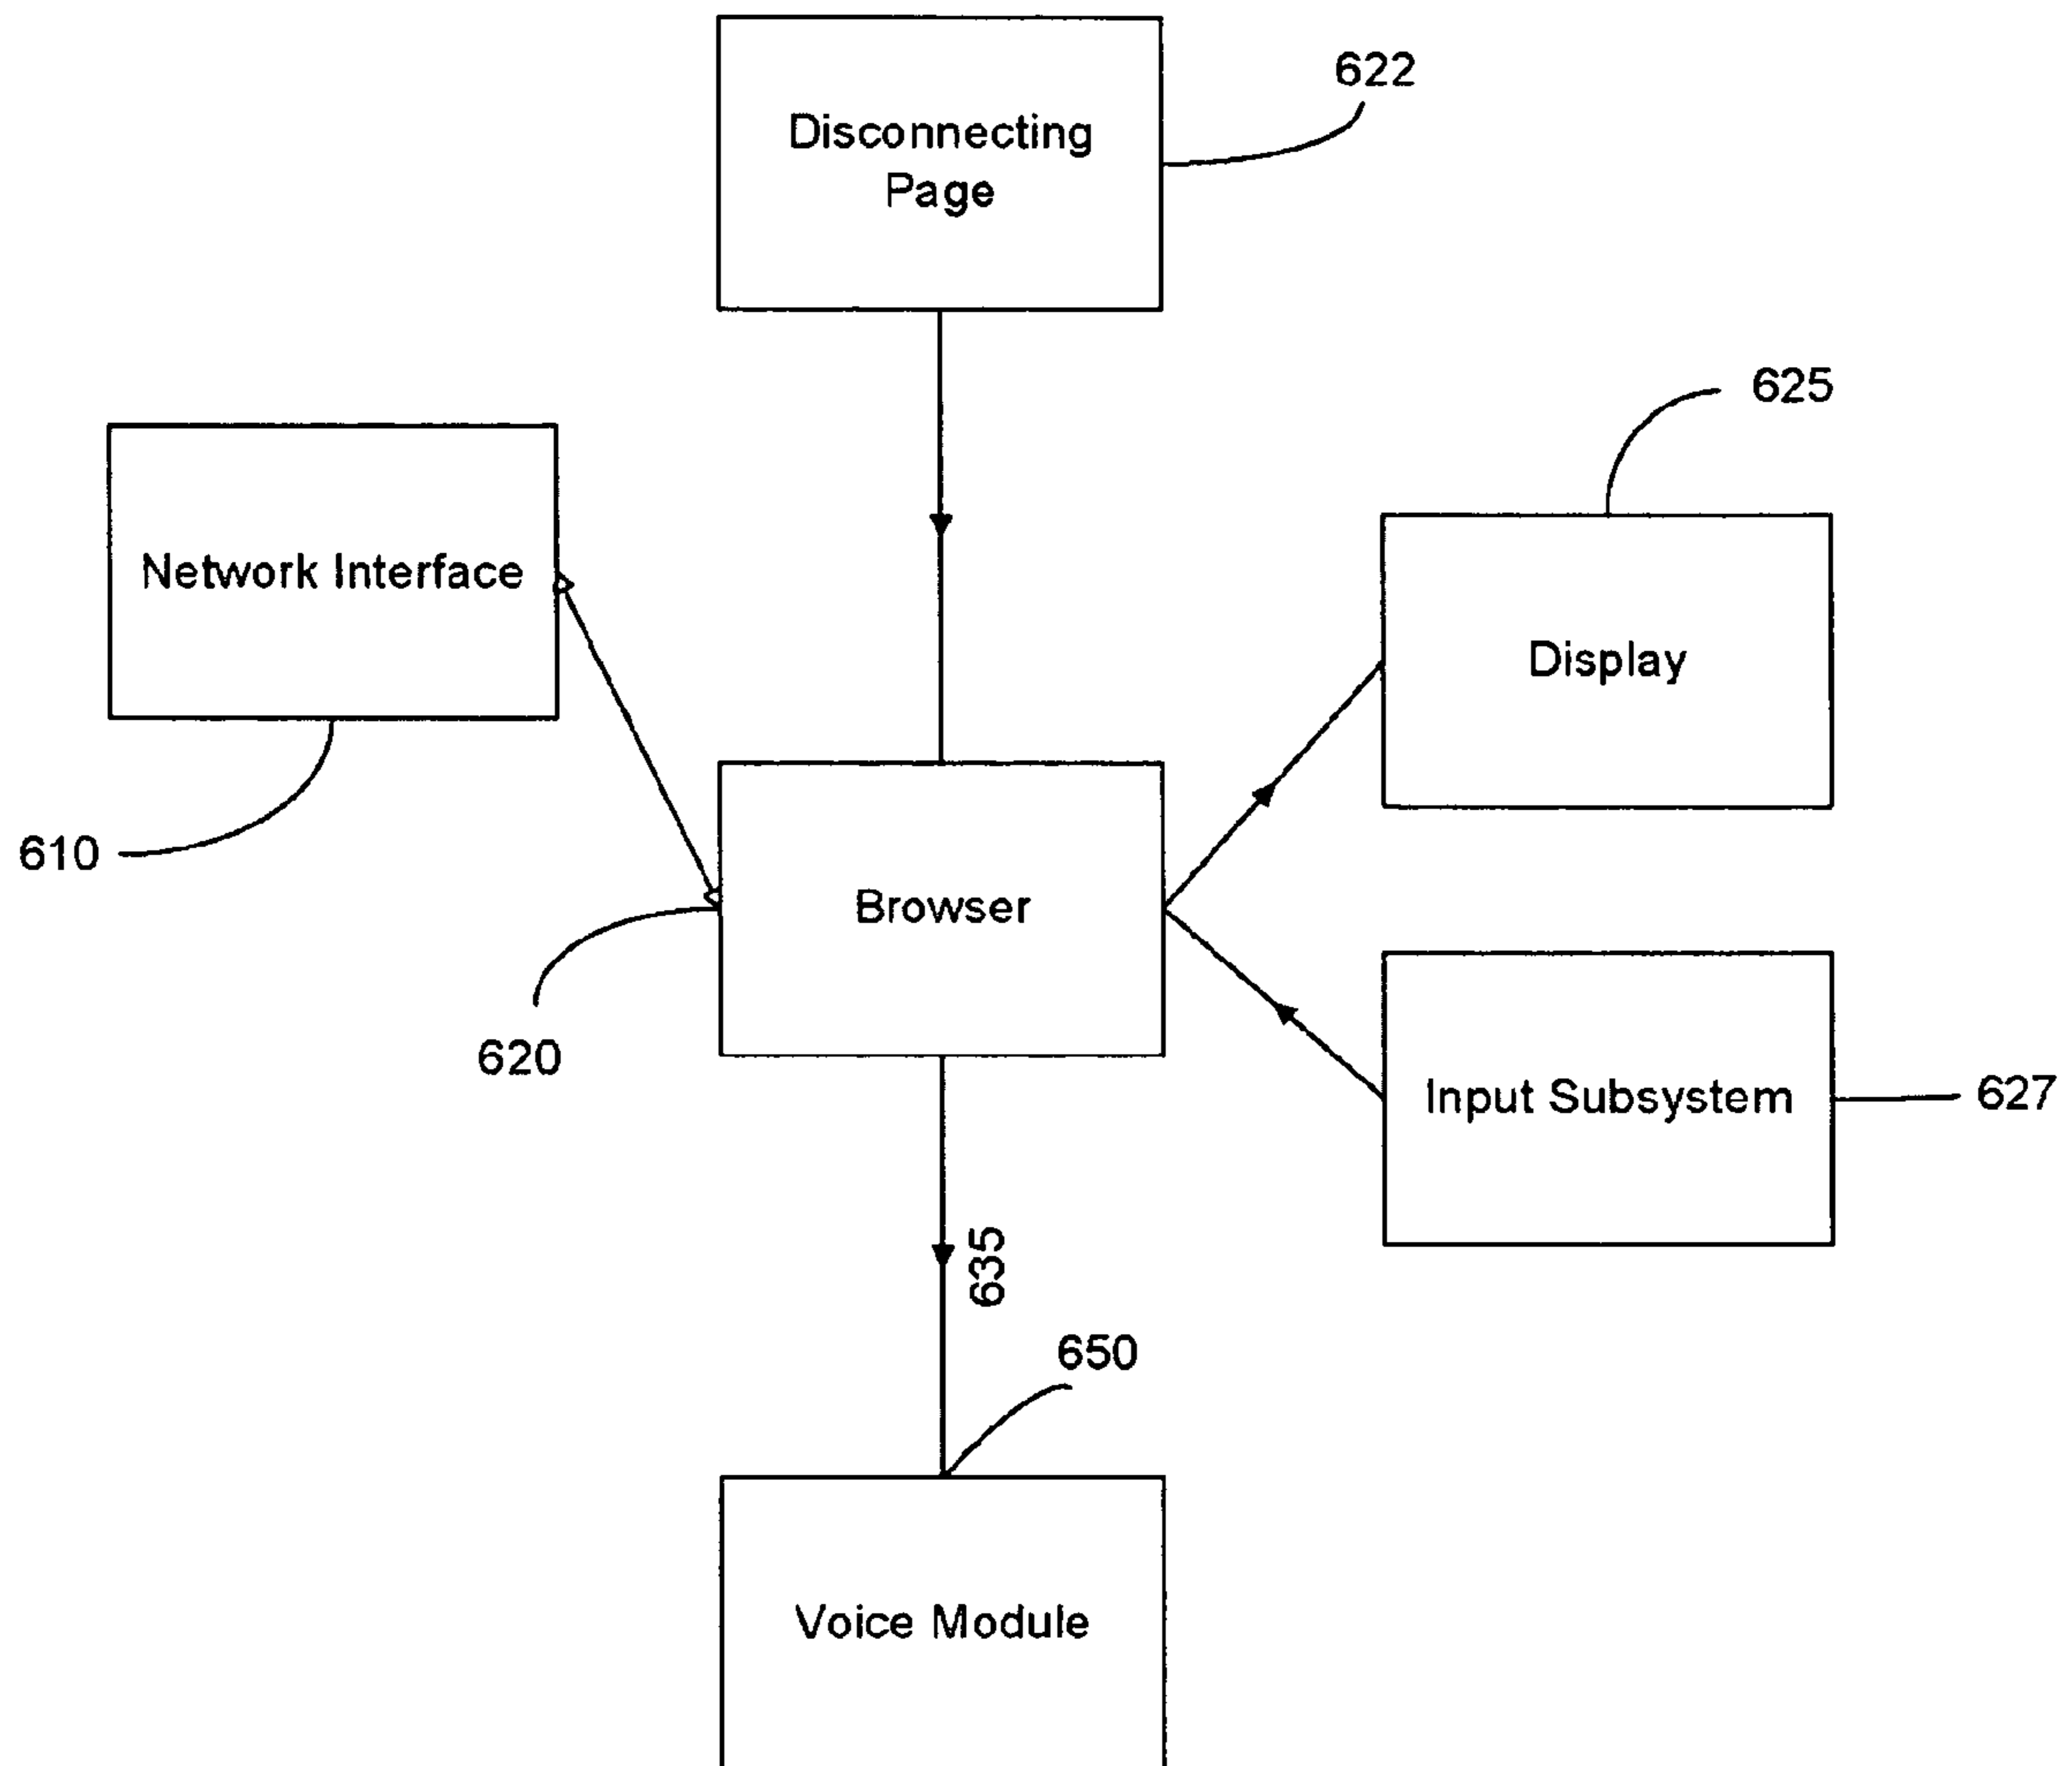 Disconnecting
Page
622
625
Network Interface
Display
610
Browser
620
Input Subsystem
627
635
650
Voice Module